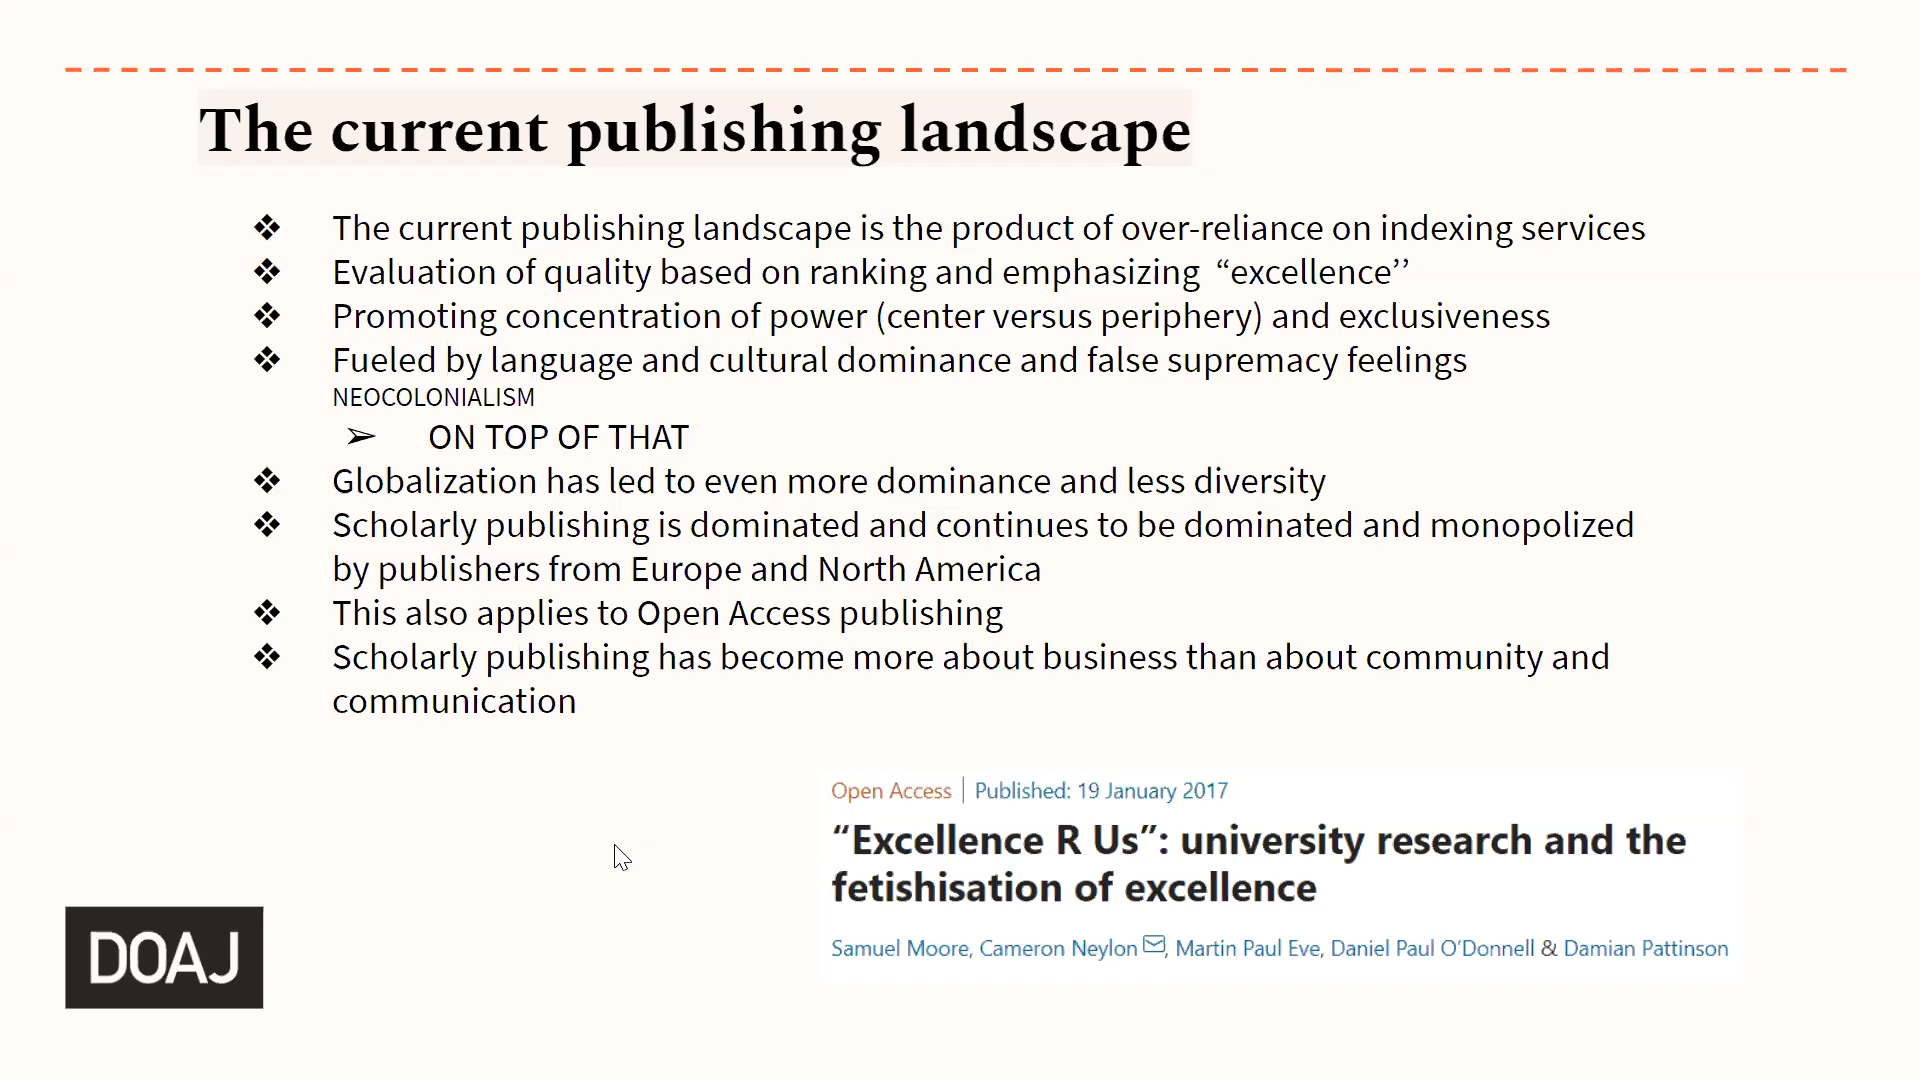 The current publishing landscape
❖ The current publishing landscape is the product of over-reliance on indexing services
❖ Evaluation of quality based on ranking and emphasizing “excellence’’
❖ Promoting concentration of power (center versus periphery) and exclusiveness
❖ Fueled by language and cultural dominance and false supremacy feelings
NEOCOLONIALISM
➢ ON TOP OF THAT
❖ Globalization has led to even more dominance and less diversity
❖ Scholarly publishing is dominated and continues to be dominated and monopolized
by publishers from Europe and North America
❖ This also applies to Open Access publishing
❖ Scholarly publishing has become more about business than about community and
communication
Open Access | Published: 19 January 2017
“Excellence R Us”: university research and the
fetishisation of excellence
Samuel Moore, Cameron Neylon, Martin Paul Eve, Daniel Paul O’Donnell & Damian Pattinson
DOAJ